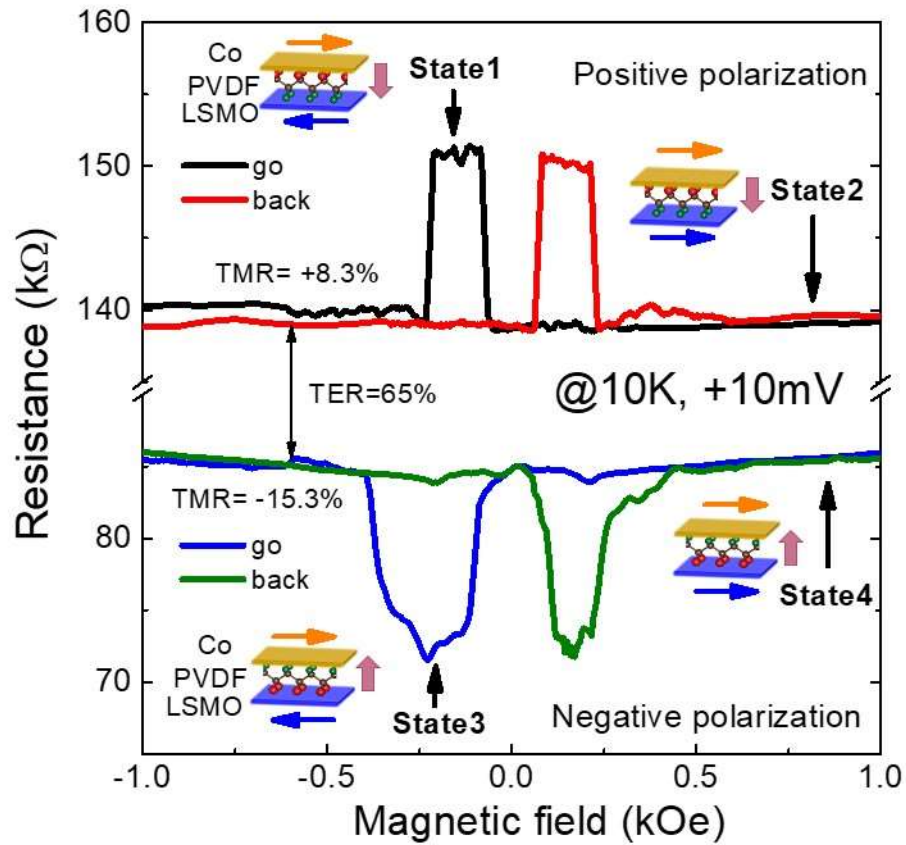 160
150
140
80
70
Resistance (kΩ)
Co
PVDF
LSMO
State1
Positive polarization
go
back
State2
TMR= +8.3%
@10K, +10mV
TER=65%
TMR= -15.3%
go
back
State4
Co
PVDF
LSMO
State3
Negative polarization
-1.0
-0.5
0.0
0.5
1.0
Magnetic field (kOe)